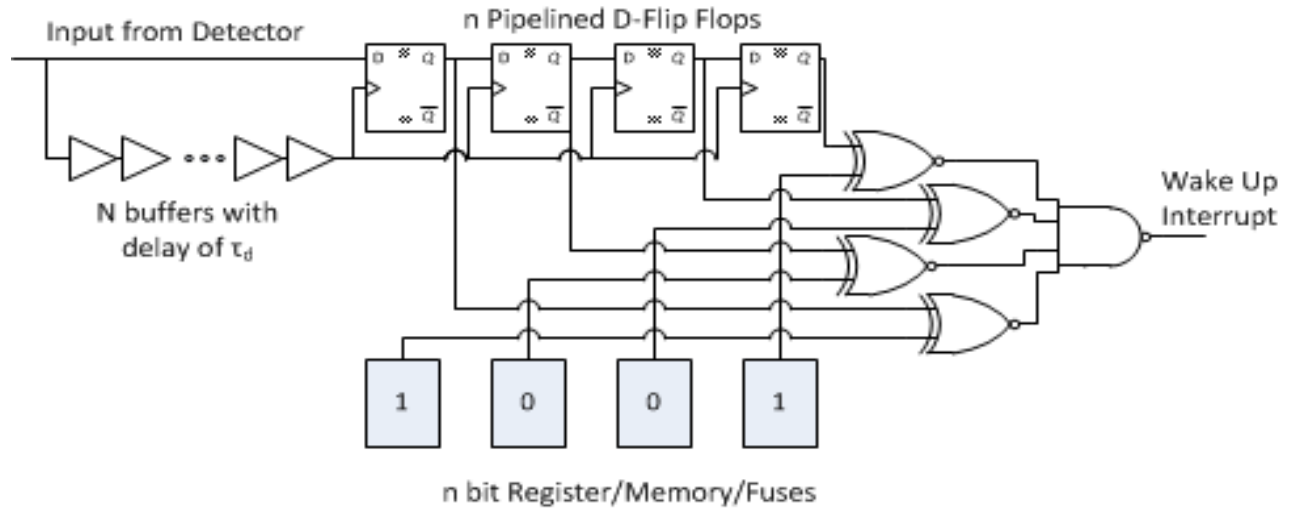 n Pipelined D-Flip Flops
Input from Detector
D Q
Q
D Q
Q
D Q
Q
D Q
Q
N buffers with
delay of τd
Wake Up
Interrupt
1 0 0 1
n bit Register/Memory/Fuses